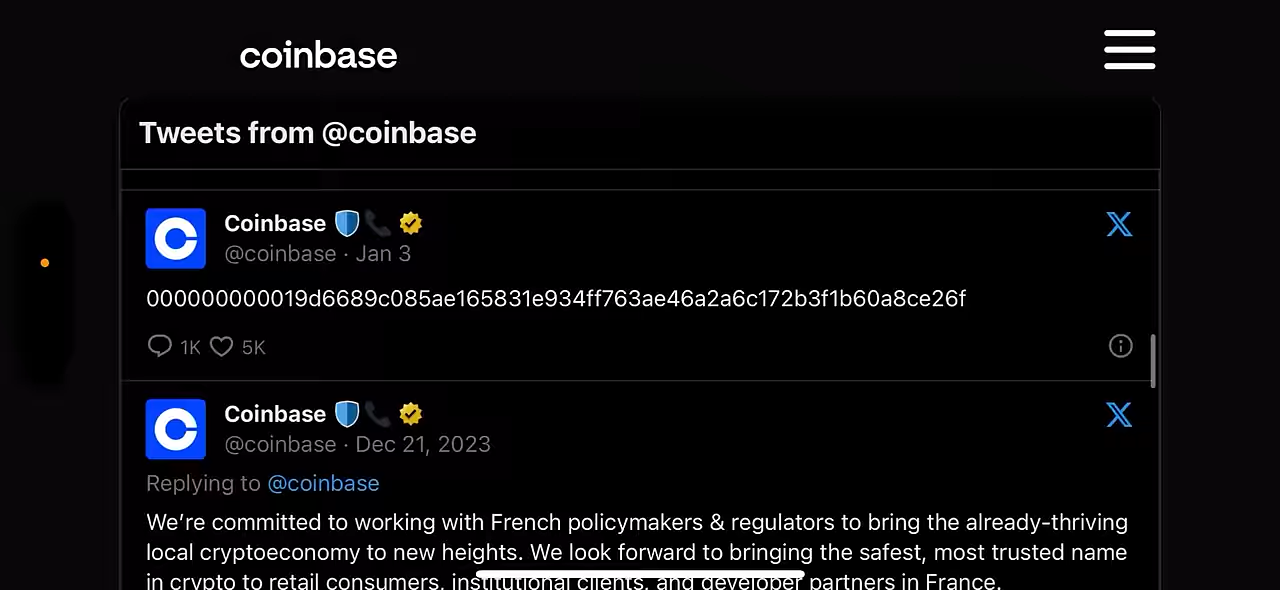 coinbase
Tweets from @coinbase
Coinbase
@coinbase · Jan 3
000000000019d6689c085ae165831e934ff763ae46a2a6c172b3f1b60a8ce26f
1K 5K
Coinbase
@coinbase · Dec 21, 2023
Replying to @coinbase
We’re committed to working with French policymakers & regulators to bring the already-thriving
local cryptoeconomy to new heights. We look forward to bringing the safest, most trusted name
in crypto to retail consumers, institutional clients, and developer partners in France.